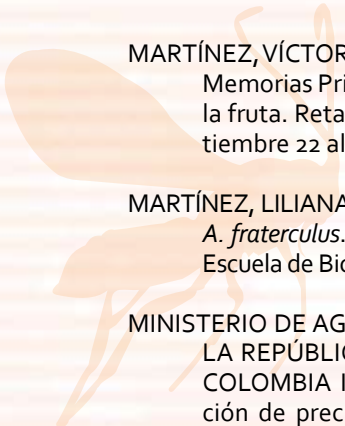 MARTÍNEZ, VÍCTOR
Memorias Pri
la fruta. Reta
tiembre 22 al
MARTÍNEZ, LILIANA
A. fraterculus.
Escuela de Bio
MINISTERIO DE AG
LA REPÚBLIC
COLOMBIA I
ción de prec